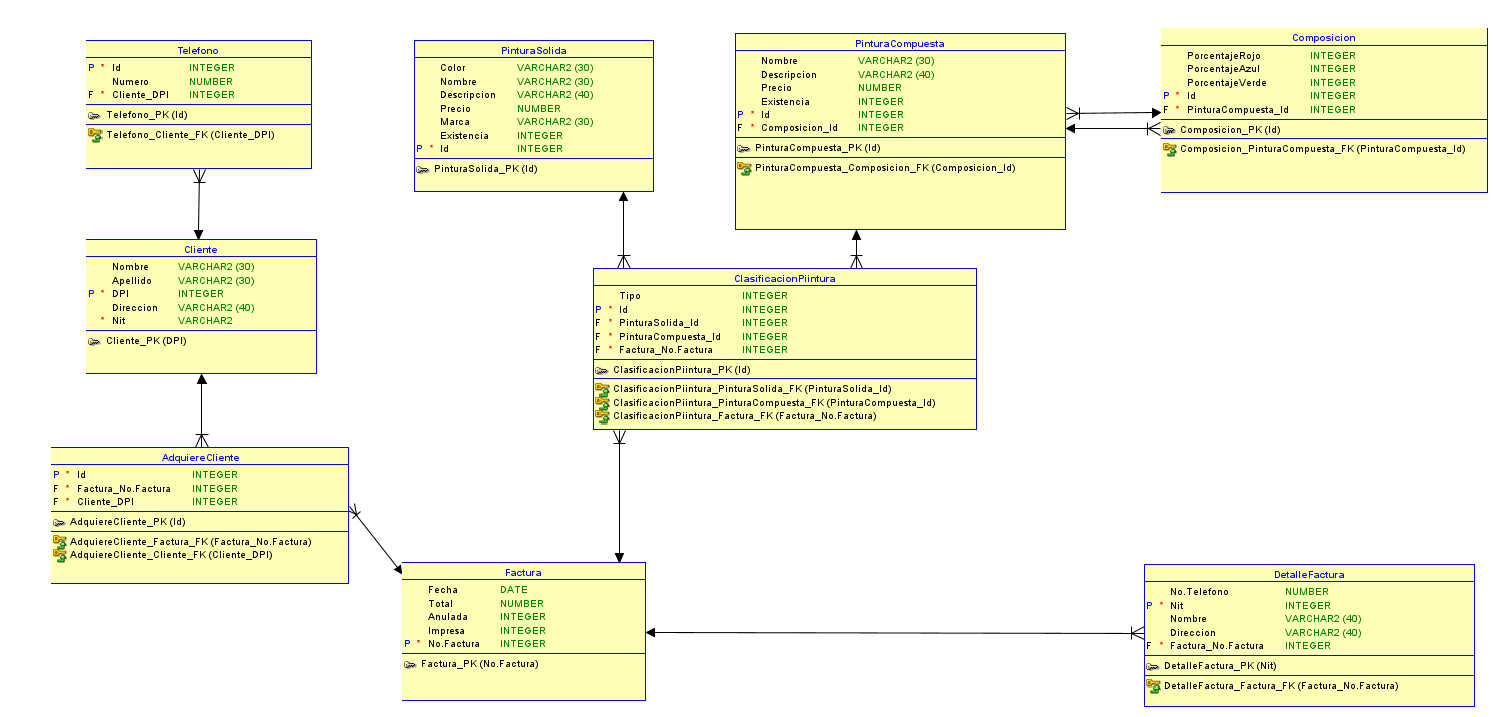 Telefono
P * Id INTEGER
Numero NUMBER
F * Cliente_DPI INTEGER
Telefono_PK (Id)
Telefono_Cliente_FK (Cliente_DPI)
PinturaSolida
Color VARCHAR2 (30)
Nombre VARCHAR2 (30)
Descripcion VARCHAR2 (40)
Precio NUMBER
Marca VARCHAR2 (30)
Existencia INTEGER
P * Id INTEGER
PinturaSolida_PK (Id)
PinturaCompuesta
Nombre VARCHAR2 (30)
Descripcion VARCHAR2 (40)
Precio NUMBER
Existencia INTEGER
P * Id INTEGER
F * Composicion_Id INTEGER
PinturaCompuesta_PK (Id)
PinturaCompuesta_Composicion_FK (Composicion_Id)
Composicion
PorcentajeRojo INTEGER
PorcentajeAzul INTEGER
PorcentajeVerde INTEGER
P * Id INTEGER
F * PinturaCompuesta_Id INTEGER
Composicion_PK (Id)
Composicion_PinturaCompuesta_FK (PinturaCompuesta_Id)
Cliente
Nombre VARCHAR2 (30)
Apellido VARCHAR2 (30)
P * DPI INTEGER
Direccion VARCHAR2 (40)
* Nit VARCHAR2
Cliente_PK (DPI)
ClasificacionPiintura
Tipo INTEGER
P * Id INTEGER
F * PinturaSolida_Id INTEGER
F * PinturaCompuesta_Id INTEGER
F * Factura_No.Factura INTEGER
ClasificacionPiintura_PK (Id)
ClasificacionPiintura_PinturaSolida_FK (PinturaSolida_Id)
ClasificacionPiintura_PinturaCompuesta_FK (PinturaCompuesta_Id)
ClasificacionPiintura_Factura_FK (Factura_No.Factura)
AdquiereCliente
P * Id INTEGER
F * Factura_No.Factura INTEGER
F * Cliente_DPI INTEGER
AdquiereCliente_PK (Id)
AdquiereCliente_Factura_FK (Factura_No.Factura)
AdquiereCliente_Cliente_FK (Cliente_DPI)
Factura
Fecha DATE
Total NUMBER
Anulada INTEGER
Impresa INTEGER
P * No.Factura INTEGER
Factura_PK (No.Factura)
DetalleFactura
No.Telefono NUMBER
P * Nit INTEGER
Nombre VARCHAR2 (40)
Direccion VARCHAR2 (40)
F * Factura_No.Factura INTEGER
DetalleFactura_PK (Nit)
DetalleFactura_Factura_FK (Factura_No.Factura)